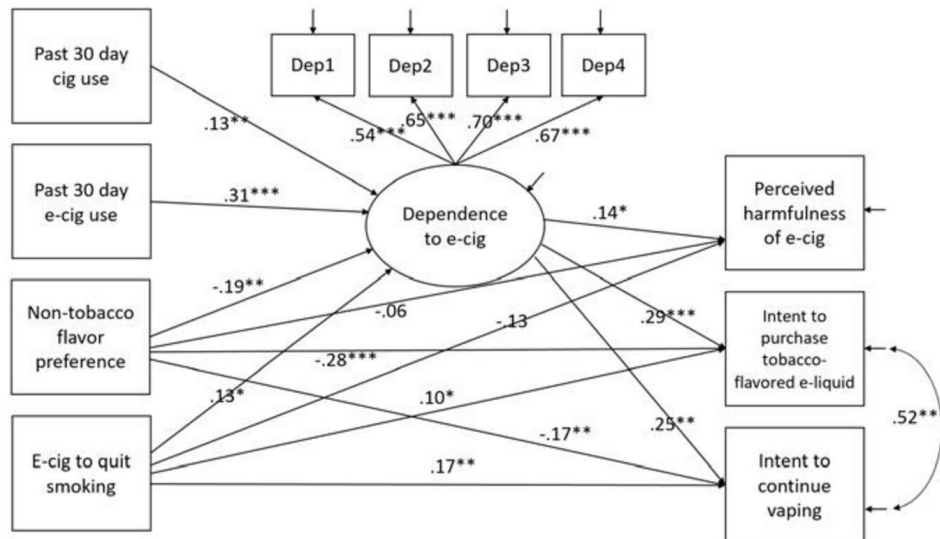 Past 30 day
cig use
Dep1
Dep2
Dep3
Dep4
.13**
.54***
.65***
.70***
.67***
Past 30 day
e-cig use
.31***
Dependence
to e-cig
.14*
Perceived
harmfulness
of e-cig
Non-tobacco
flavor
preference
-.19**
-.06
-.13
.29***
-.28***
Intent to
purchase
tobacco-
flavored e-liquid
.13*
.10*
-.17**
.25**
.52**
E-cig to quit
smoking
.17**
Intent to
continue
vaping